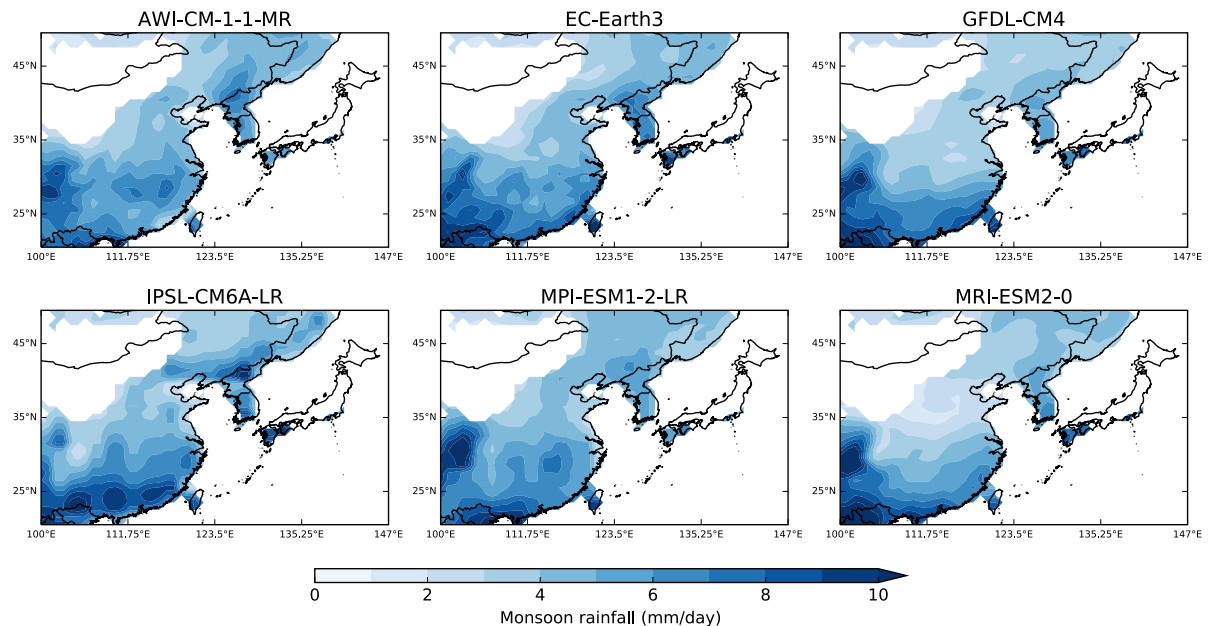 AWI-CM-1-1-MR EC-Earth3 GFDL-CM4
45°N 45°N 45°N
35°N 35°N 35°N
25°N 25°N 25°N
100°E 111.75°E 123.5°E 135.25°E 147°E 100°E 111.75°E 123.5°E 135.25°E 147°E 100°E 111.75°E 123.5°E 135.25°E 147°E
IPSL-CM6A-LR MPI-ESM1-2-LR MRI-ESM2-0
45°N 45°N 45°N
35°N 35°N 35°N
25°N 25°N 25°N
100°E 111.75°E 123.5°E 135.25°E 147°E 100°E 111.75°E 123.5°E 135.25°E 147°E 100°E 111.75°E 123.5°E 135.25°E 147°E
0 2 4 6 8 10
Monsoon rainfall (mm/day)